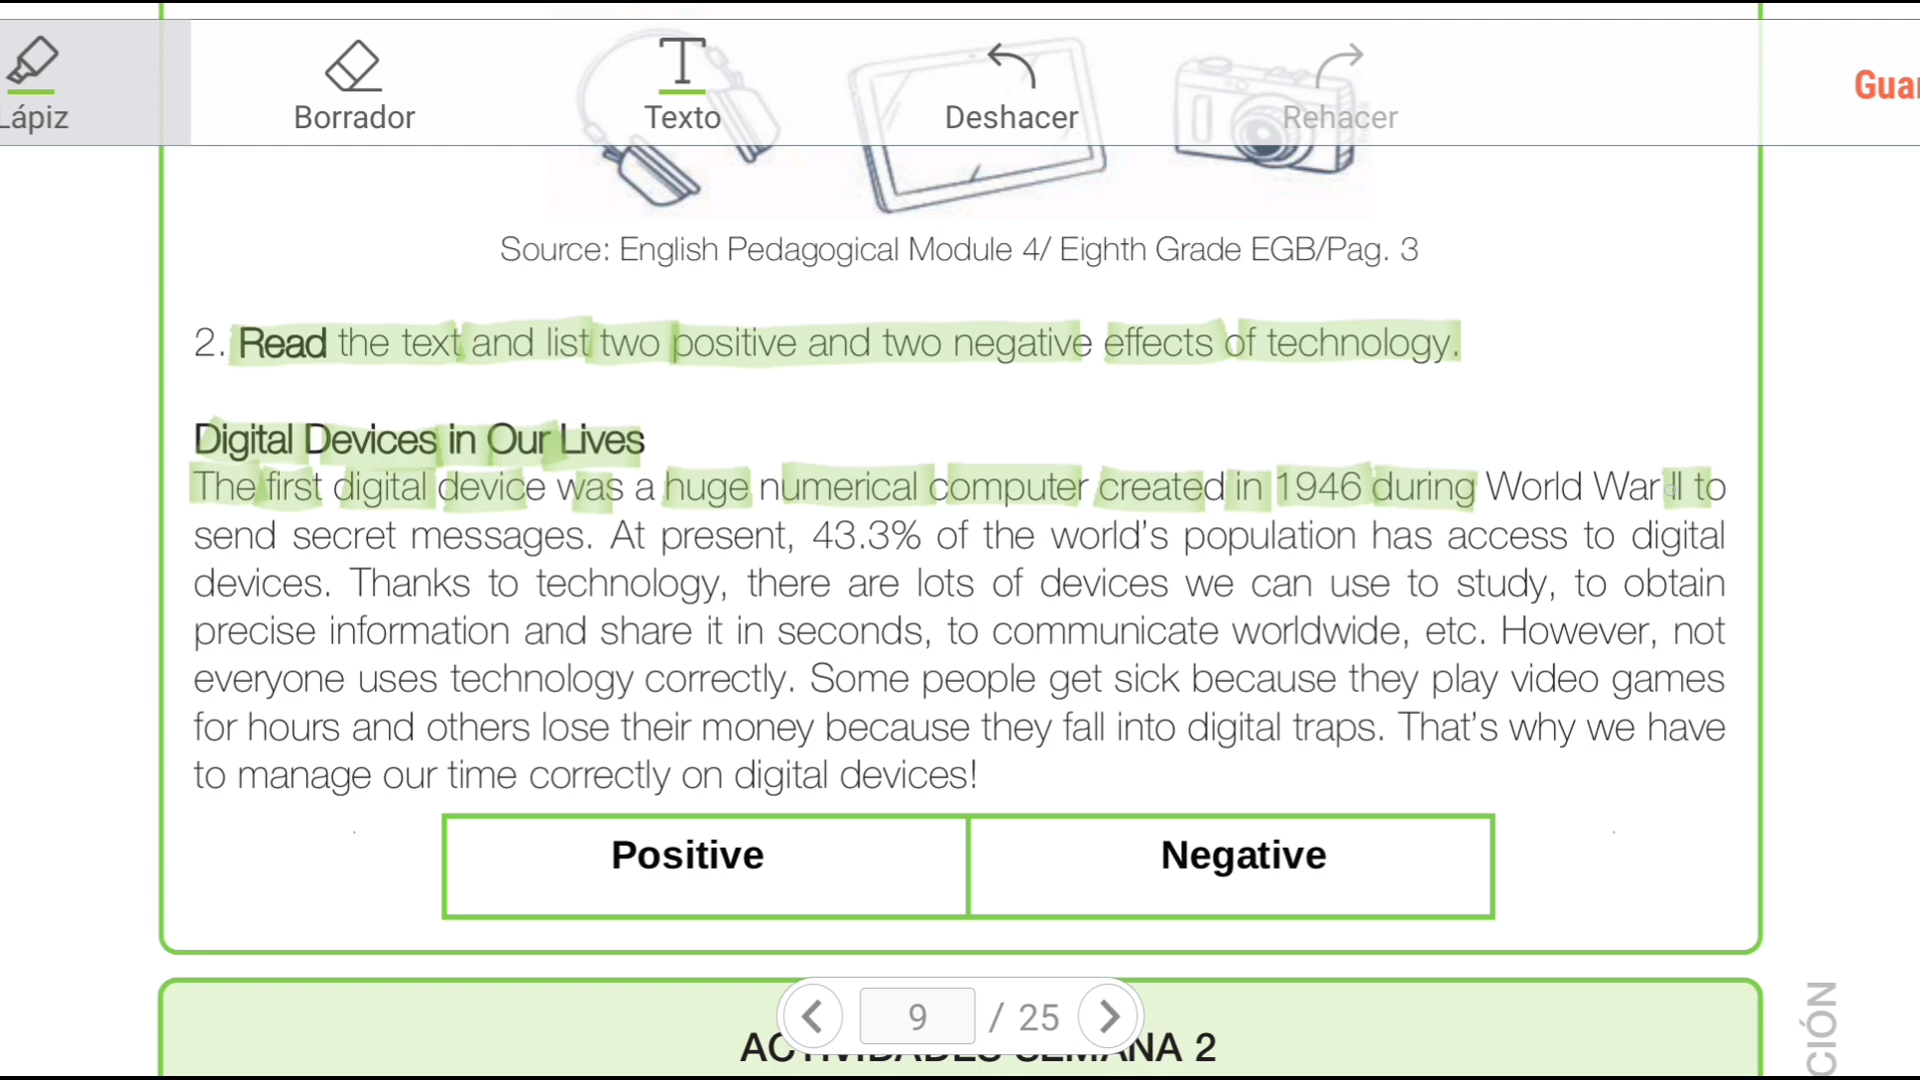 Lápiz
Borrador
Texto
Deshacer
Rehacer
Source: English Pedagogical Module 4/ Eighth Grade EGB/Pag. 3
2. Read the text and list two positive and two negative effects of technology.
Digital Devices in Our Lives
The first digital device was a huge numerical computer created in 1946 during World War II to
send secret messages. At present, 43.3% of the world's population has access to digital
devices. Thanks to technology, there are lots of devices we can use to study, to obtain
precise information and share it in seconds, to communicate worldwide, etc. However, not
everyone uses technology correctly. Some people get sick because they play video games
for hours and others lose their money because they fall into digital traps. That's why we have
to manage our time correctly on digital devices!
Positive
Negative
9 / 25
ACTIVIDADES SEMANA 2